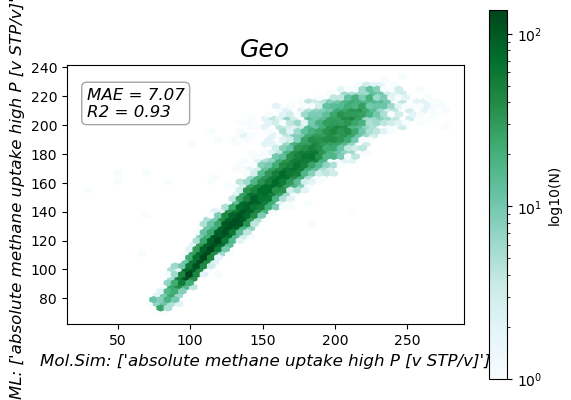 Geo
MAE = 7.07
R2 = 0.93
240
220
200
180
160
140
120
100
80
50
100
150
200
250
Mol.Sim: ['absolute methane uptake high P [v STP/v]']
ML: ['absolute methane uptake high P [v STP/v]'
10²
10¹
10⁰
log10(N)